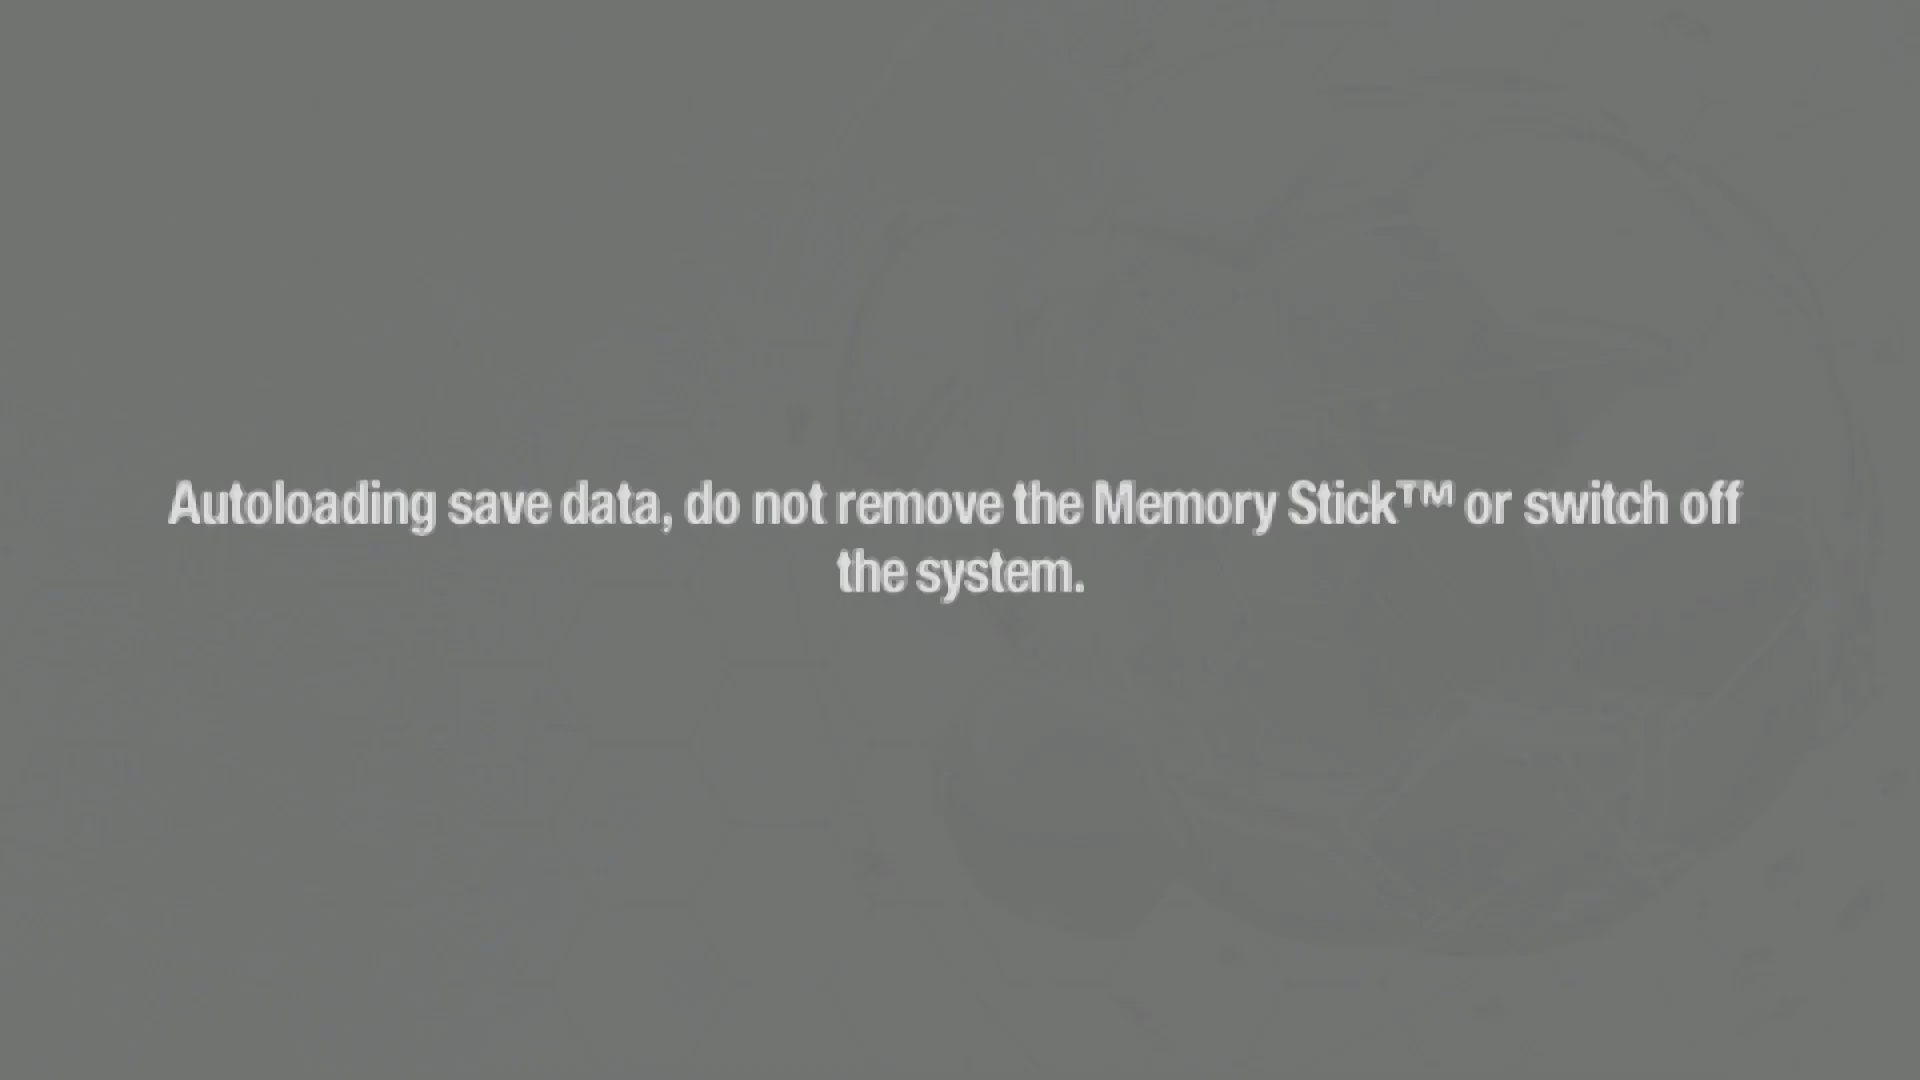 Autoloading save data, do not remove the Memory Stick™ or switch off
the system.